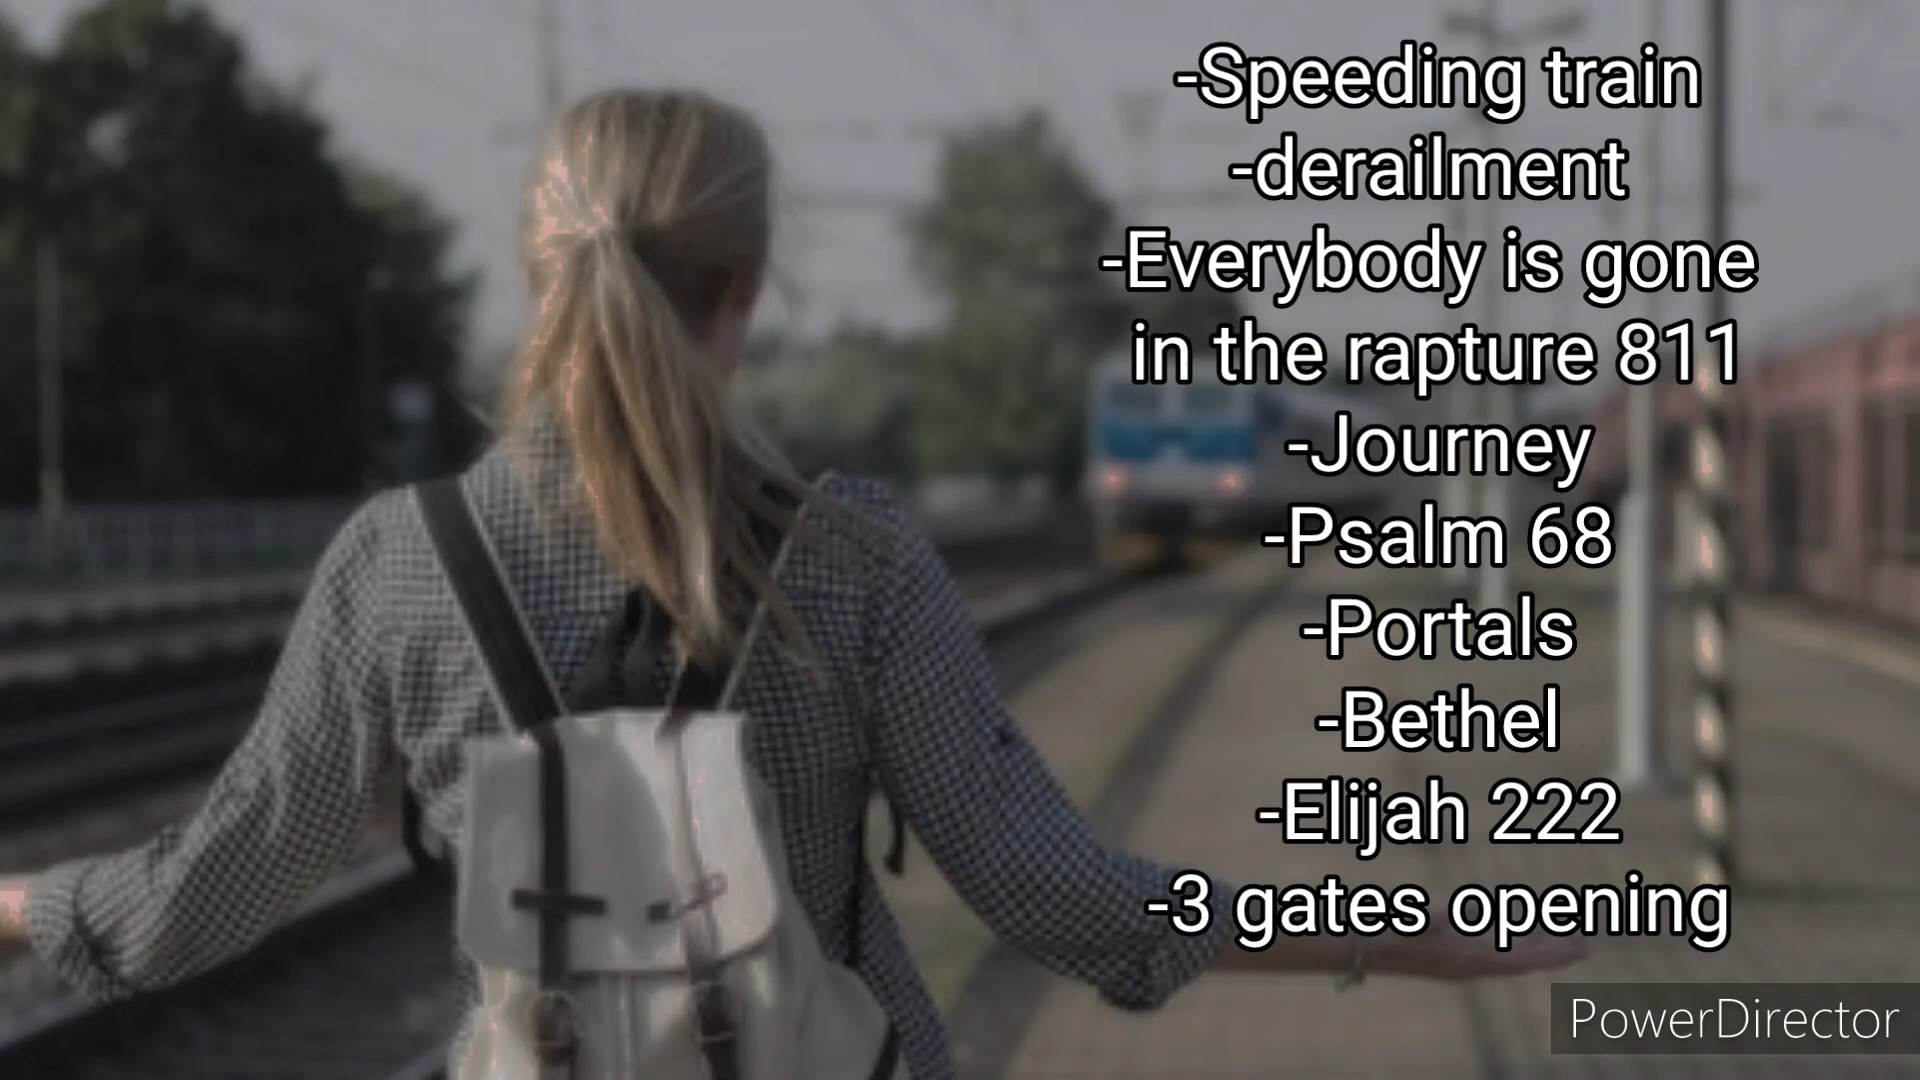 -Speeding train
-derailment
-Everybody is gone
in the rapture 811
-Journey
-Psalm 68
-Portals
-Bethel
-Elijah 222
-3 gates opening
PowerDirector